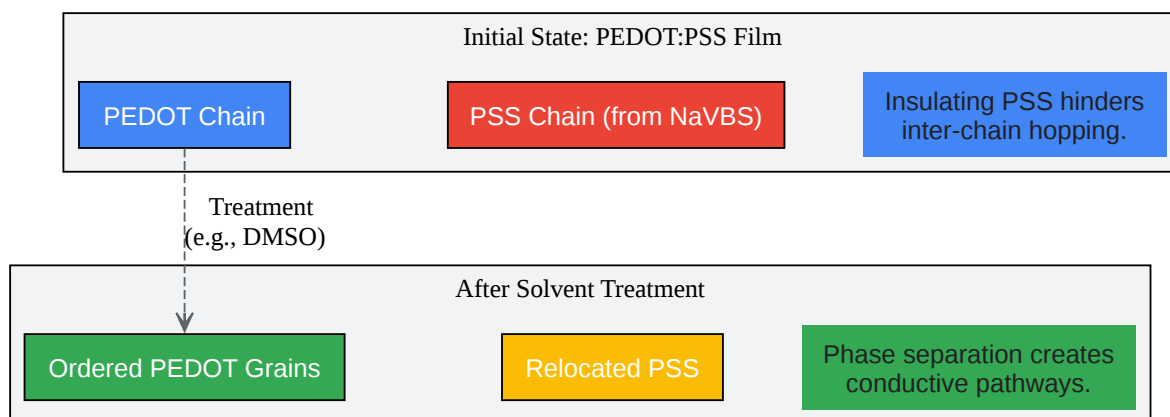 Initial State: PEDOT:PSS Film
PEDOT Chain
PSS Chain (from NaVBS)
Insulating PSS hinders
inter-chain hopping.
Treatment
(e.g., DMSO)
After Solvent Treatment
Ordered PEDOT Grains
Relocated PSS
Phase separation creates
conductive pathways.